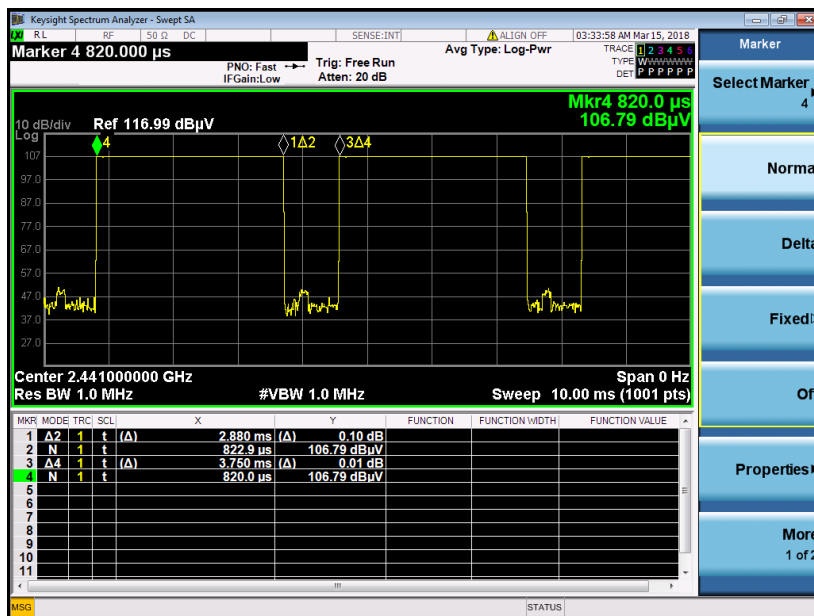 Keysight Spectrum Analyzer - Swept SA
LXI RL RF 50 Ω DC SENSE:INT ALIGN OFF 03:33:58 AM Mar 15, 2018
Marker 4 820.000 µs
PNO: Fast
IFGain:Low
Trig: Free Run
Atten: 20 dB
Avg Type: Log-Pwr
TRACE 1 2 3 4 5 6
TYPE W W W W W W
DET P P P P P P
Mkr4 820.0 µs
106.79 dBµV
10 dB/div Ref 116.99 dBµV
Log
4 1Δ2 3Δ4
107
97.0
87.0
77.0
67.0
57.0
47.0
37.0
27.0
Center 2.441000000 GHz Span 0 Hz
Res BW 1.0 MHz #VBW 1.0 MHz Sweep 10.00 ms (1001 pts)
MKR MODE TRC SCL X Y FUNCTION FUNCTION WIDTH FUNCTION VALUE
1 Δ2 1 t (Δ) 2.880 ms (Δ) 0.10 dB
2 N 1 t 822.9 µs 106.79 dBµV
3 Δ4 1 t (Δ) 3.750 ms (Δ) 0.01 dB
4 N 1 t 820.0 µs 106.79 dBµV
5
6
7
8
9
10
11
MSG STATUS
Marker
Select Marker
4
Norma
Delta
Fixed
Of
Properties
More
1 of 2